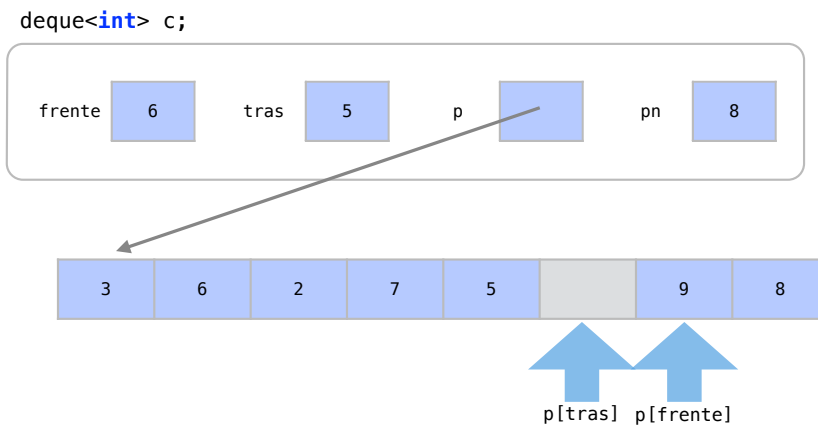 deque<int> c;
frente 6 tras 5 p pn 8
3 6 2 7 5 9 8
p[tras] p[frente]